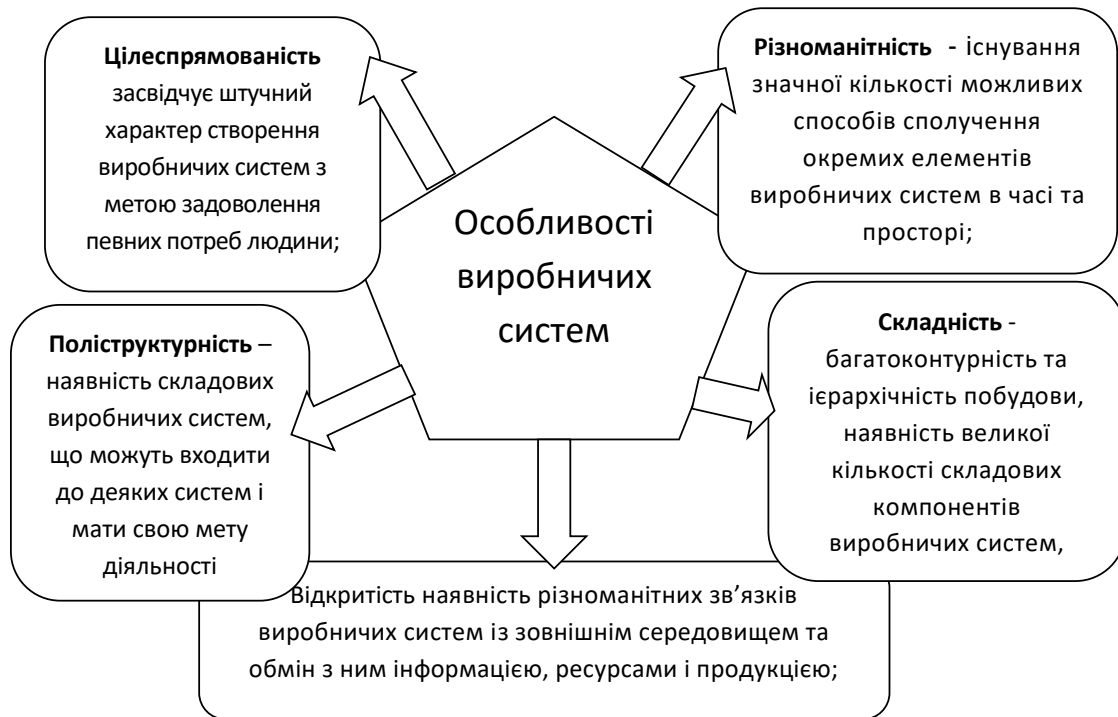 Цілеспрямованість
засвідчує штучний
характер створення
виробничих систем з
метою задоволення
певних потреб людини;
Різноманітність - існування
значної кількості можливих
способів сполучення
окремих елементів
виробничих систем в часі та
просторі;
Особливості
виробничих
систем
Поліструктурність –
наявність складових
виробничих систем,
що можуть входити
до деяких систем і
мати свою мету
діяльності
Складність -
багатоконтурність та
ієрархічність побудови,
наявність великої
кількості складових
компонентів
виробничих систем,
Відкритість наявність різноманітних зв’язків
виробничих систем із зовнішнім середовищем та
обмін з ним інформацією, ресурсами і продукцією;